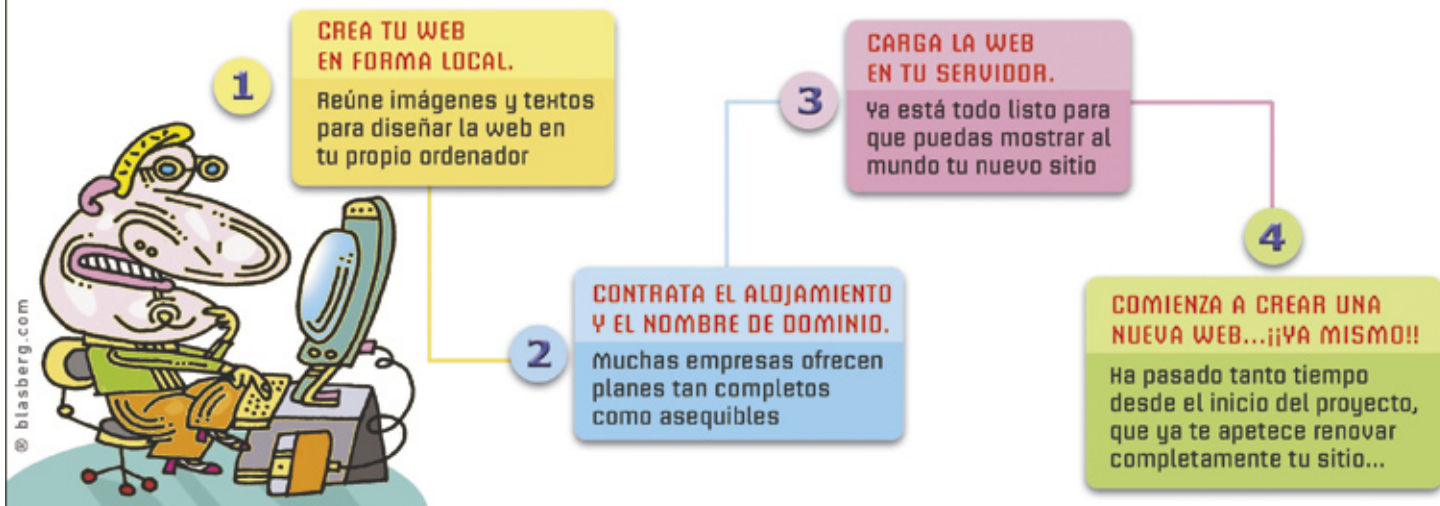 1
CREA TU WEB
EN FORMA LOCAL.
Reúne imágenes y textos
para diseñar la web en
tu propio ordenador
2
CONTRATA EL ALOJAMIENTO
Y EL NOMBRE DE DOMINIO.
Muchas empresas ofrecen
planes tan completos
como asequibles
3
CARGA LA WEB
EN TU SERVIDOR.
Ya está todo listo para
que puedas mostrar al
mundo tu nuevo sitio
4
COMIENZA A CREAR UNA
NUEVA WEB...¡¡YA MISMO!!
Ha pasado tanto tiempo
desde el inicio del proyecto,
que ya te apetece renovar
completamente tu sitio...
® blasberg.com